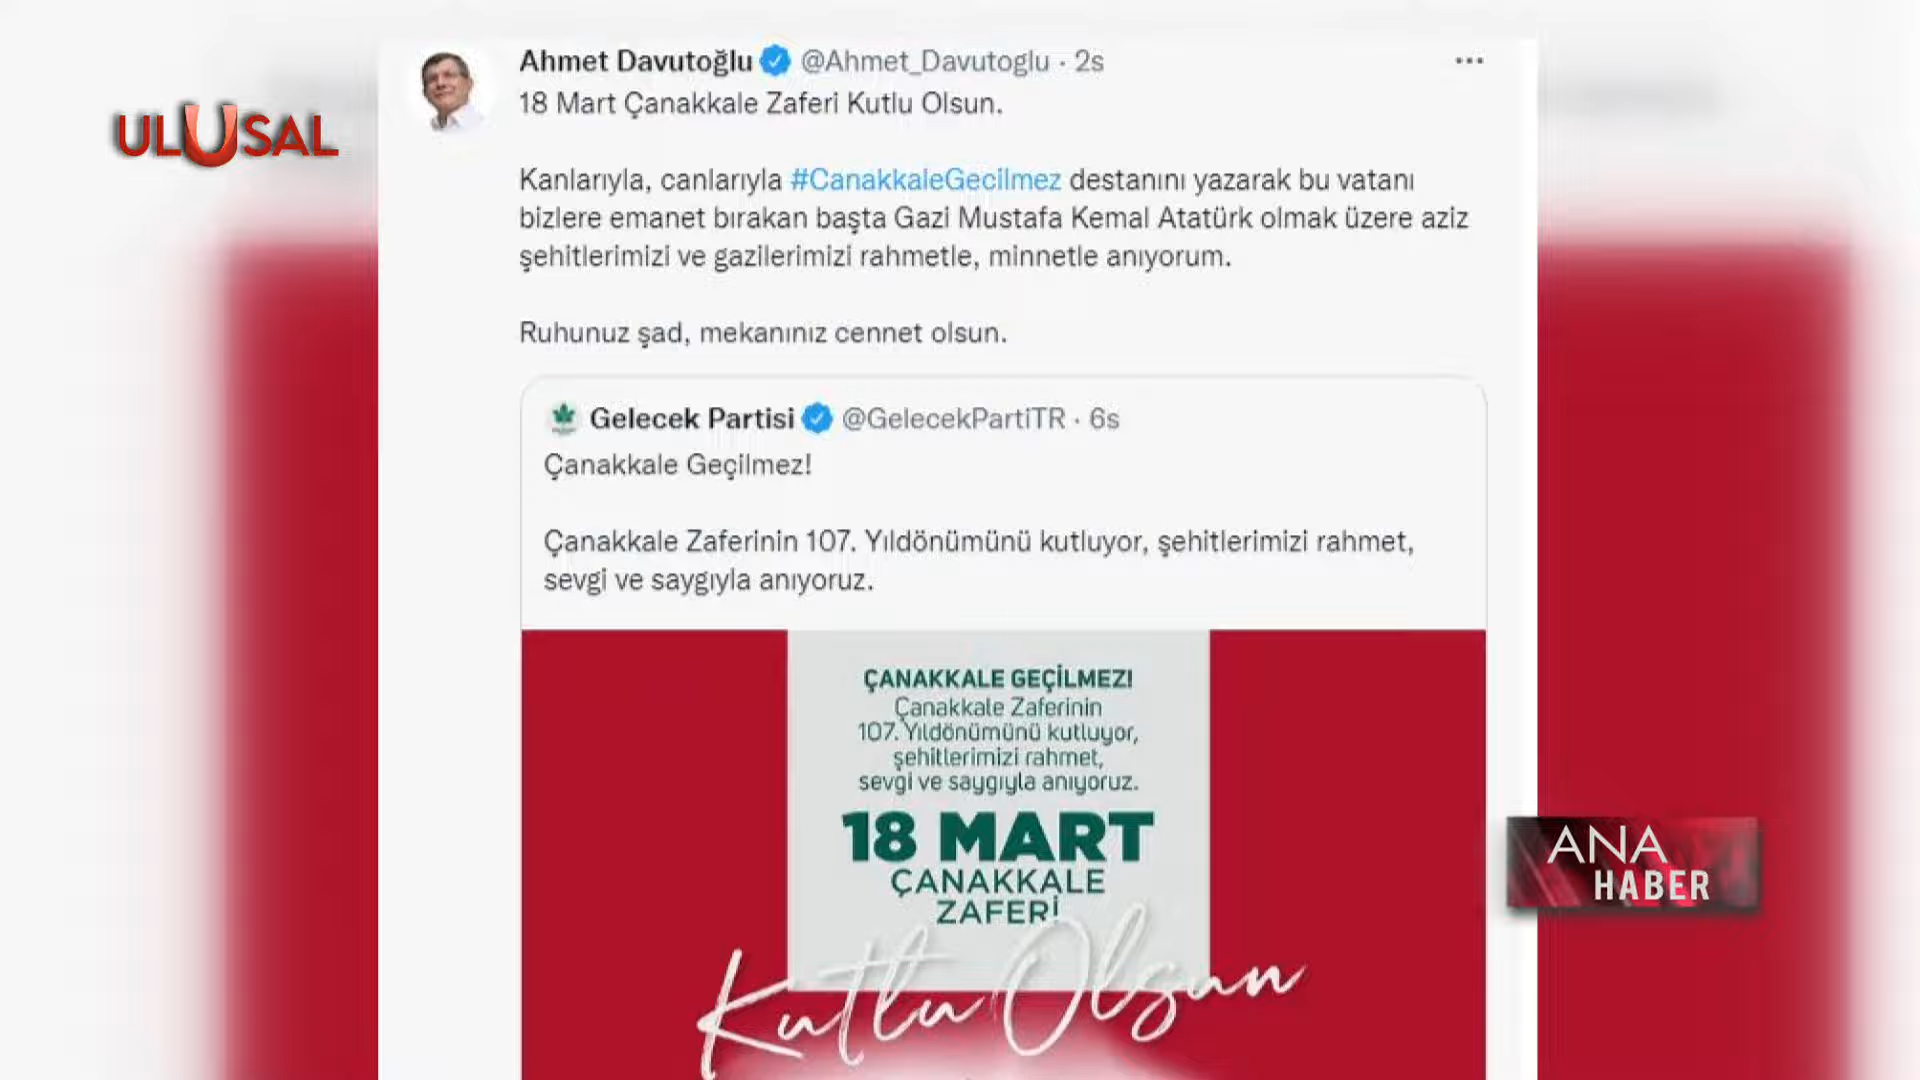 ULUSAL
Ahmet Davutoğlu @Ahmet_Davutoglu · 2s
18 Mart Çanakkale Zaferi Kutlu Olsun.
Kanlarıyla, canlarıyla #CanakkaleGecilmez destanını yazarak bu vatanı
bizlere emanet bırakan başta Gazi Mustafa Kemal Atatürk olmak üzere aziz
şehitlerimizi ve gazilerimizi rahmetle, minnetle anıyorum.
Ruhunuz şad, mekanınız cennet olsun.
Gelecek Partisi @GelecekPartiTR · 6s
Çanakkale Geçilmez!
Çanakkale Zaferinin 107. Yıldönümünü kutluyor, şehitlerimizi rahmet,
sevgi ve saygıyla anıyoruz.
ÇANAKKALE GEÇİLMEZ!
Çanakkale Zaferinin
107. Yıldönümünü kutluyor,
şehitlerimizi rahmet,
sevgi ve saygıyla anıyoruz.
18 MART
ÇANAKKALE
ZAFERİ
Kutlu Olsun
ANA
HABER